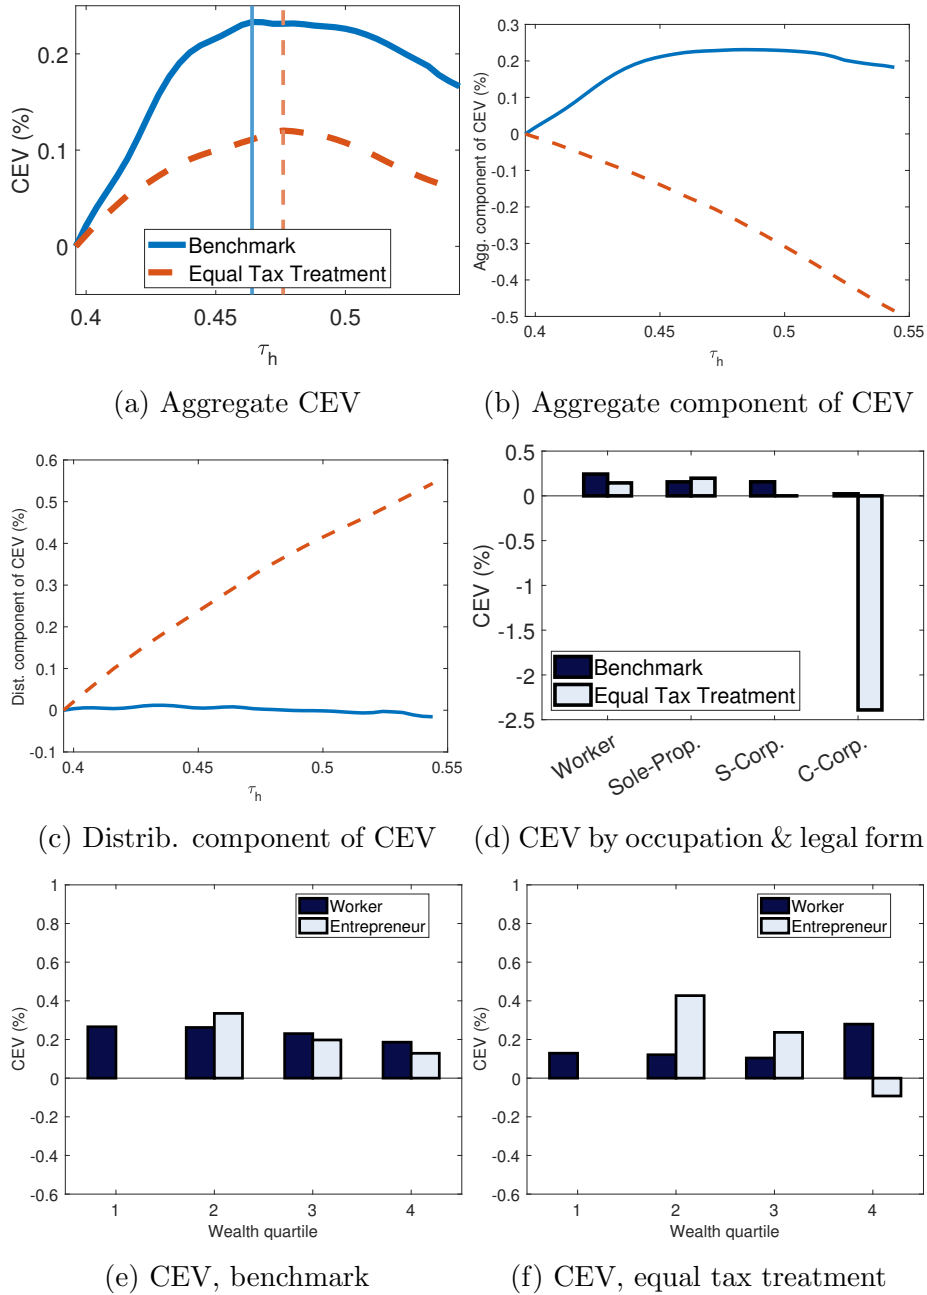 CEV (%)
0.2
0.1
0
Benchmark
Equal Tax Treatment
0.4
0.45
0.5
τh
(a) Aggregate CEV
Agg. component of CEV (%)
0.3
0.2
0.1
0
-0.1
-0.2
-0.3
-0.4
-0.5
0.4
0.45
0.5
0.55
τh
(b) Aggregate component of CEV
Dist. component of CEV (%)
0.6
0.5
0.4
0.3
0.2
0.1
0
-0.1
0.4
0.45
0.5
0.55
τh
(c) Distrib. component of CEV
CEV (%)
0.5
0
-0.5
-1
-1.5
-2
-2.5
Benchmark
Equal Tax Treatment
Worker
Sole-Prop.
S-Corp.
C-Corp.
(d) CEV by occupation & legal form
CEV (%)
1
0.8
0.6
0.4
0.2
0
-0.2
-0.4
-0.6
Worker
Entrepreneur
1
2
3
4
Wealth quartile
(e) CEV, benchmark
CEV (%)
1
0.8
0.6
0.4
0.2
0
-0.2
-0.4
-0.6
Worker
Entrepreneur
1
2
3
4
Wealth quartile
(f) CEV, equal tax treatment